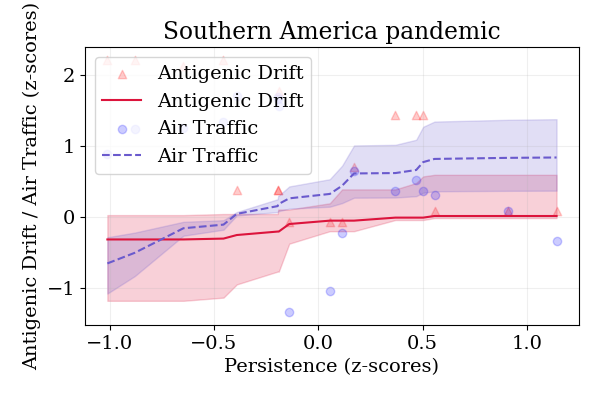 Southern America pandemic
Antigenic Drift / Air Traffic (z-scores)
2
1
0
−1
Antigenic Drift
Antigenic Drift
Air Traffic
Air Traffic
−1.0
−0.5
0.0
0.5
1.0
Persistence (z-scores)